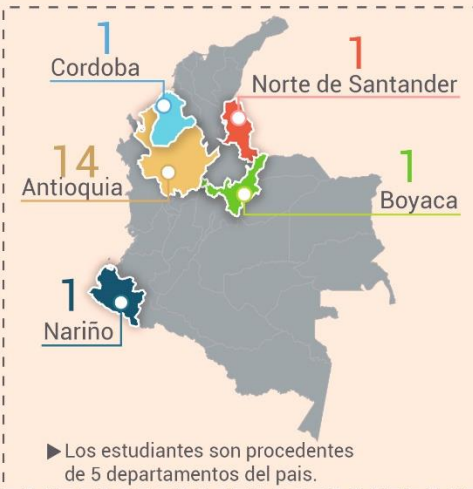 1
Cordoba
1
Norte de Santander
14
Antioquia
1
Boyaca
1
Nariño
▶ Los estudiantes son procedentes
de 5 departamentos del pais.